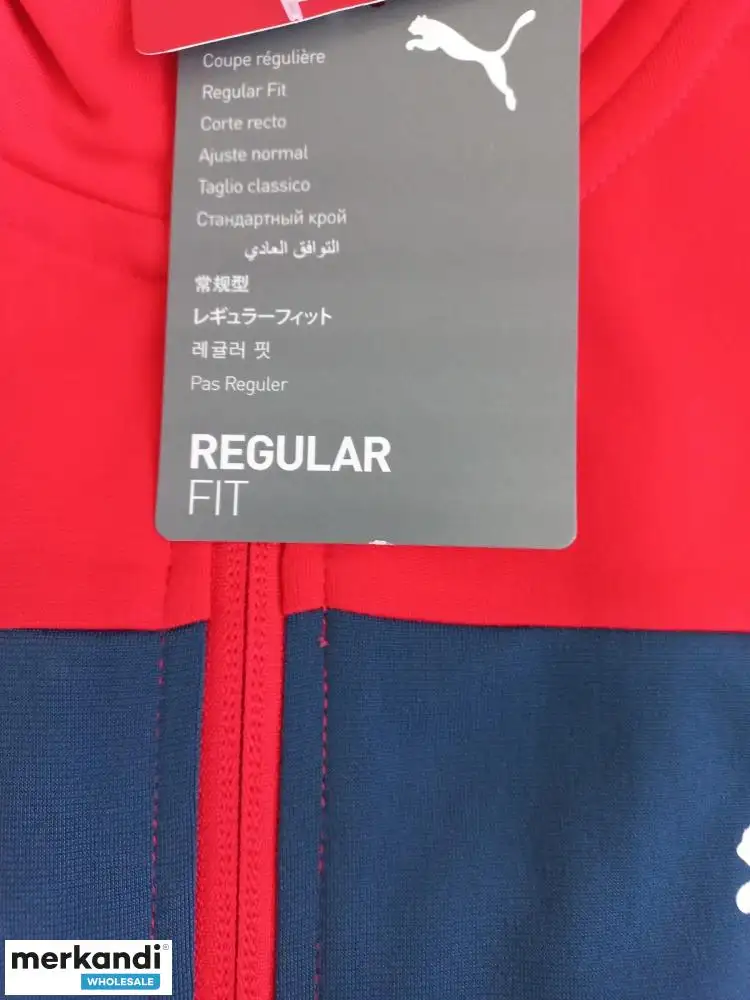 Coupe régulière
Regular Fit
Corte recto
Ajuste normal
Taglio classico
Стандартный крой
التوافق العادي
常规型
レギュラーフィット
레귤러 핏
Pas Reguler
REGULAR
FIT
merkandi®
WHOLESALE